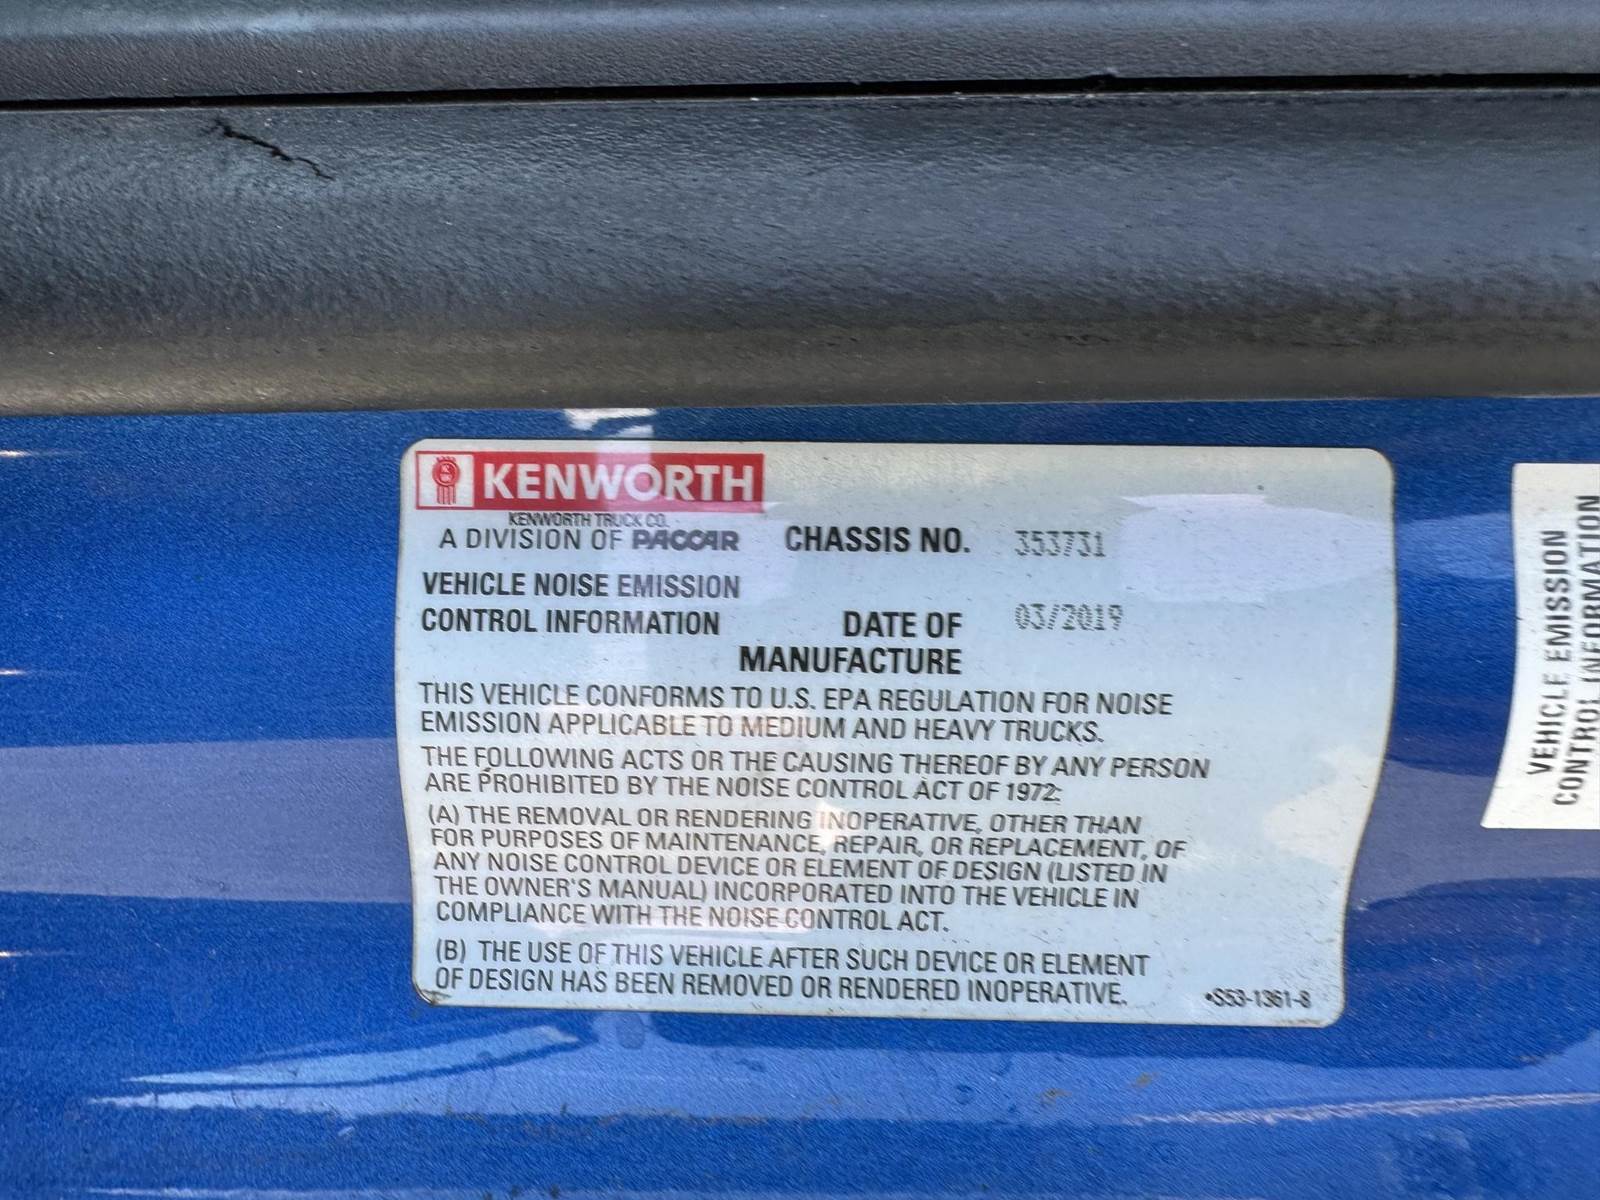 KENWORTH
KENWORTH TRUCK CO.
A DIVISION OF PACCAR
CHASSIS NO. 353731
VEHICLE NOISE EMISSION
CONTROL INFORMATION
DATE OF 03/2019
MANUFACTURE
THIS VEHICLE CONFORMS TO U.S. EPA REGULATION FOR NOISE
EMISSION APPLICABLE TO MEDIUM AND HEAVY TRUCKS.
THE FOLLOWING ACTS OR THE CAUSING THEREOF BY ANY PERSON
ARE PROHIBITED BY THE NOISE CONTROL ACT OF 1972:
(A) THE REMOVAL OR RENDERING INOPERATIVE, OTHER THAN
FOR PURPOSES OF MAINTENANCE, REPAIR, OR REPLACEMENT, OF
ANY NOISE CONTROL DEVICE OR ELEMENT OF DESIGN (LISTED IN
THE OWNER'S MANUAL) INCORPORATED INTO THE VEHICLE IN
COMPLIANCE WITH THE NOISE CONTROL ACT.
(B) THE USE OF THIS VEHICLE AFTER SUCH DEVICE OR ELEMENT
OF DESIGN HAS BEEN REMOVED OR RENDERED INOPERATIVE.
•S53-1361-8
VEHICLE EMISSION
CONTROL INFORMATION